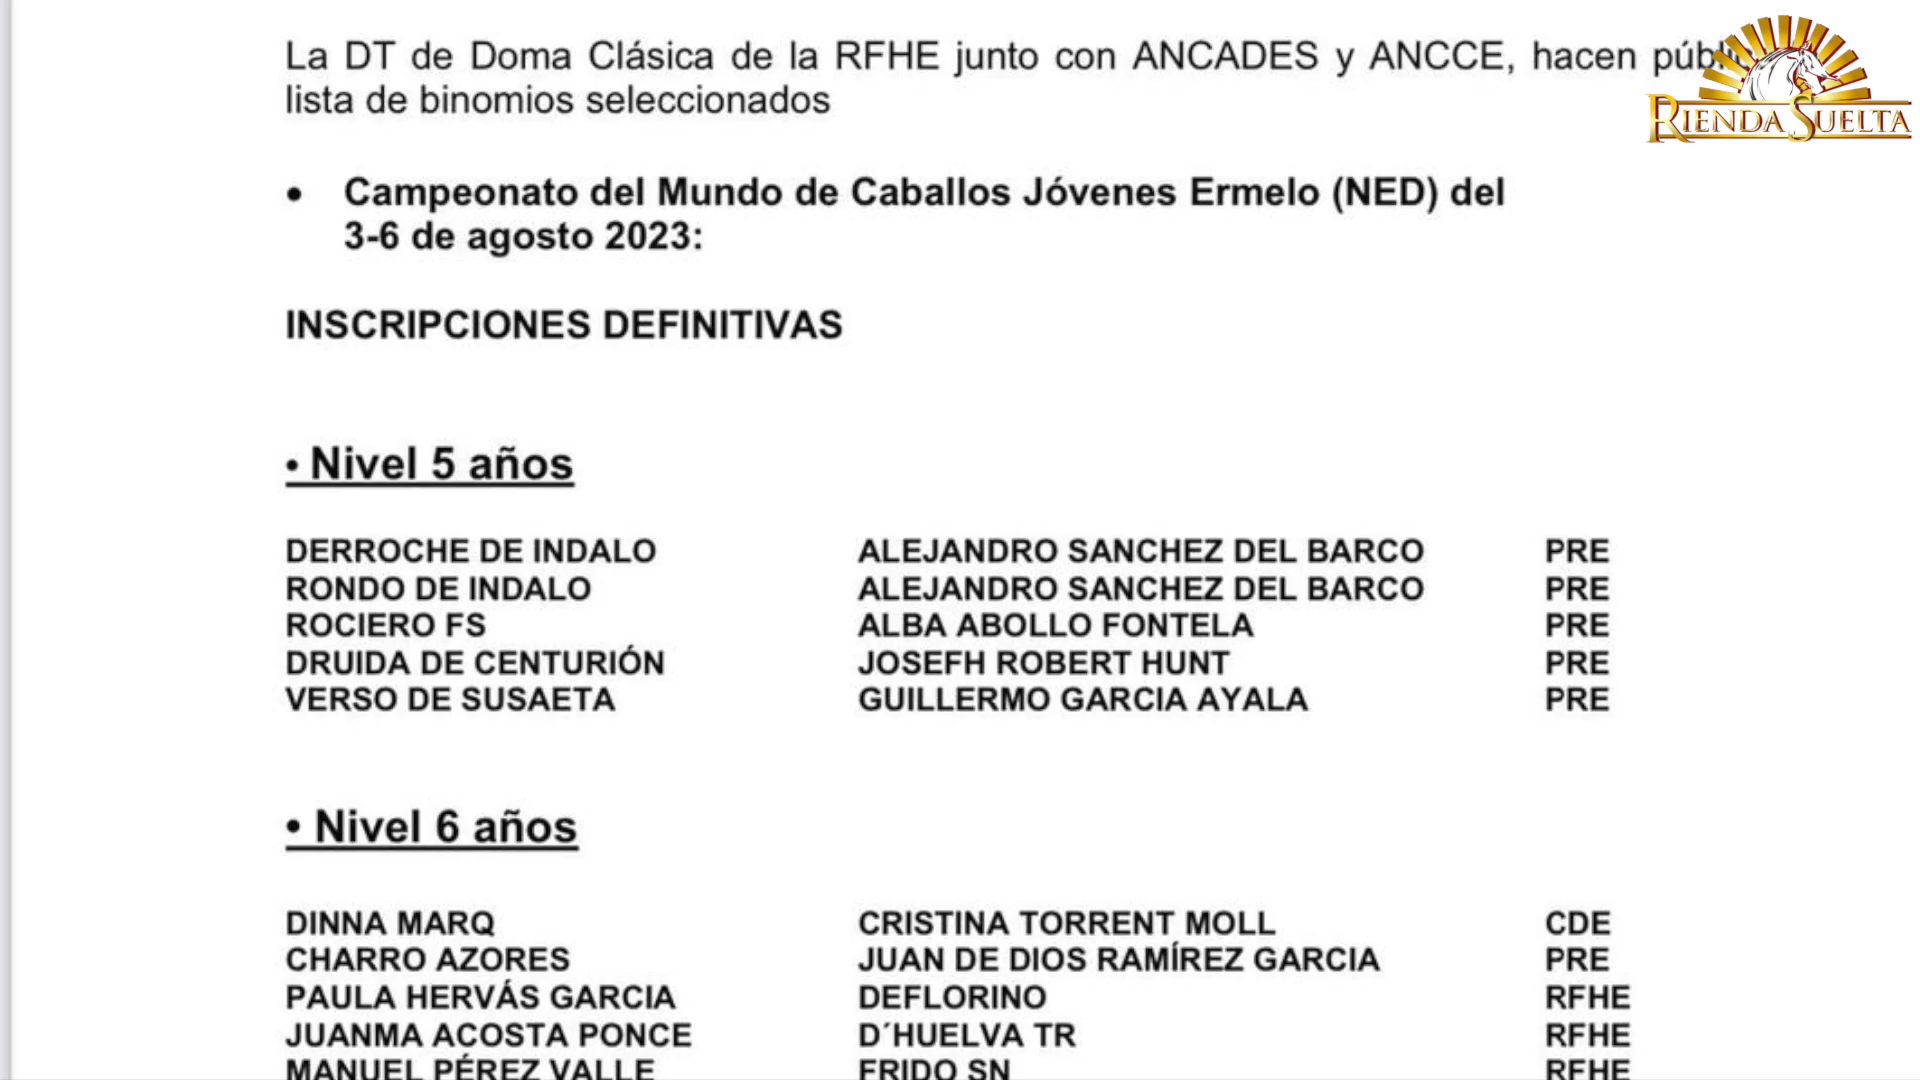 La DT de Doma Clásica de la RFHE junto con ANCADES y ANCCE, hacen
lista de binomios seleccionados
RIENDA SUELTA
• Campeonato del Mundo de Caballos Jóvenes Ermelo (NED) del
3-6 de agosto 2023:
INSCRIPCIONES DEFINITIVAS
• Nivel 5 años
DERROCHE DE INDALO ALEJANDRO SANCHEZ DEL BARCO PRE
RONDO DE INDALO ALEJANDRO SANCHEZ DEL BARCO PRE
ROCIERO FS ALBA ABOLLO FONTELA PRE
DRUIDA DE CENTURIÓN JOSEFH ROBERT HUNT PRE
VERSO DE SUSAETA GUILLERMO GARCIA AYALA PRE
• Nivel 6 años
DINNA MARQ CRISTINA TORRENT MOLL CDE
CHARRO AZORES JUAN DE DIOS RAMÍREZ GARCIA PRE
PAULA HERVÁS GARCIA DEFLORINO RFHE
JUANMA ACOSTA PONCE D´HUELVA TR RFHE
MANUEL PÉREZ VALLE FRIDO SN RFHE